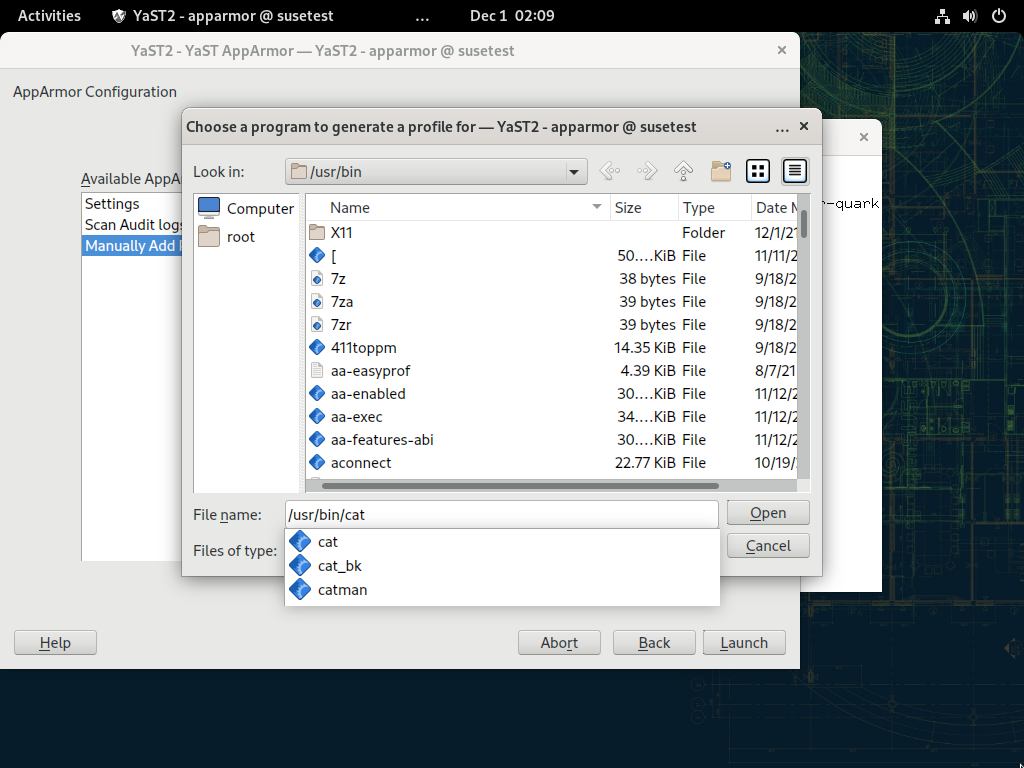 Activities YaST2 - apparmor @ susetest ... Dec 1 02:09
YaST2 - YaST AppArmor — YaST2 - apparmor @ susetest ×
AppArmor Configuration
Choose a program to generate a profile for — YaST2 - apparmor @ susetest ... ×
×
Look in: /usr/bin
Available AppA
Settings
Scan Audit logs
Manually Add
r-quark
Computer
root
Name Size Type Date
X11 Folder 12/1/21
[ 50....KiB File 11/11/2
7z 38 bytes File 9/18/2
7za 39 bytes File 9/18/2
7zr 39 bytes File 9/18/2
411toppm 14.35 KiB File 9/18/2
aa-easyprof 4.39 KiB File 8/7/21
aa-enabled 30....KiB File 11/12/2
aa-exec 34....KiB File 11/12/2
aa-features-abi 30....KiB File 11/12/2
aconnect 22.77 KiB File 10/19/
File name: /usr/bin/cat Open
Files of type: Cancel
cat
cat_bk
catman
Help Abort Back Launch